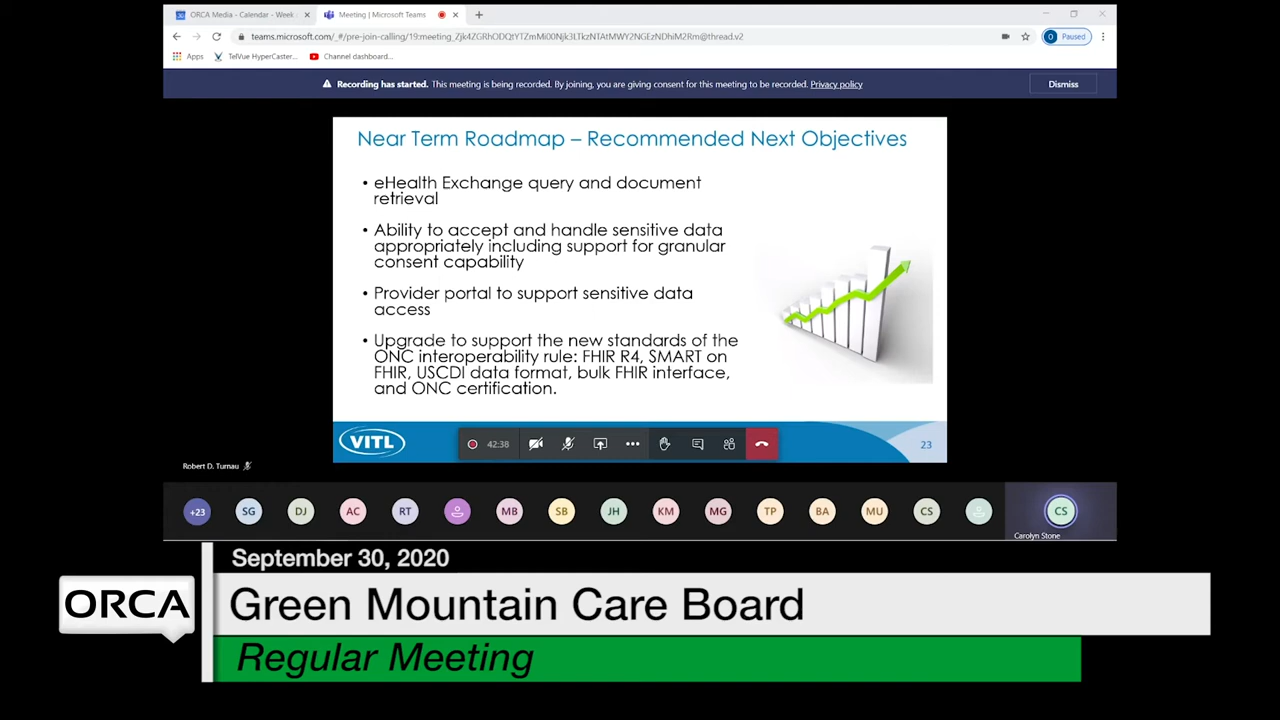 ORCA Media - Calendar - Week
Meeting | Microsoft Teams
teams.microsoft.com/_#/pre-join-calling/19:meeting_Zjk4ZGRhODQtYTZmMi00Njk3LTkzNTAtMWY2NGEzNDhiM2Rm@thread.v2
O Paused
Apps TelVue HyperCaster... Channel dashboard...
Recording has started. This meeting is being recorded. By joining, you are giving consent for this meeting to be recorded. Privacy policy
Dismiss
Near Term Roadmap – Recommended Next Objectives
• eHealth Exchange query and document
retrieval
• Ability to accept and handle sensitive data
appropriately including support for granular
consent capability
• Provider portal to support sensitive data
access
• Upgrade to support the new standards of the
ONC interoperability rule: FHIR R4, SMART on
FHIR, USCDI data format, bulk FHIR interface,
and ONC certification.
VITL
42:38
23
Robert D. Turnau
+23 SG DJ AC RT MB SB JH KM MG TP BA MU CS CS
Carolyn Stone
September 30, 2020
ORCA
Green Mountain Care Board
Regular Meeting